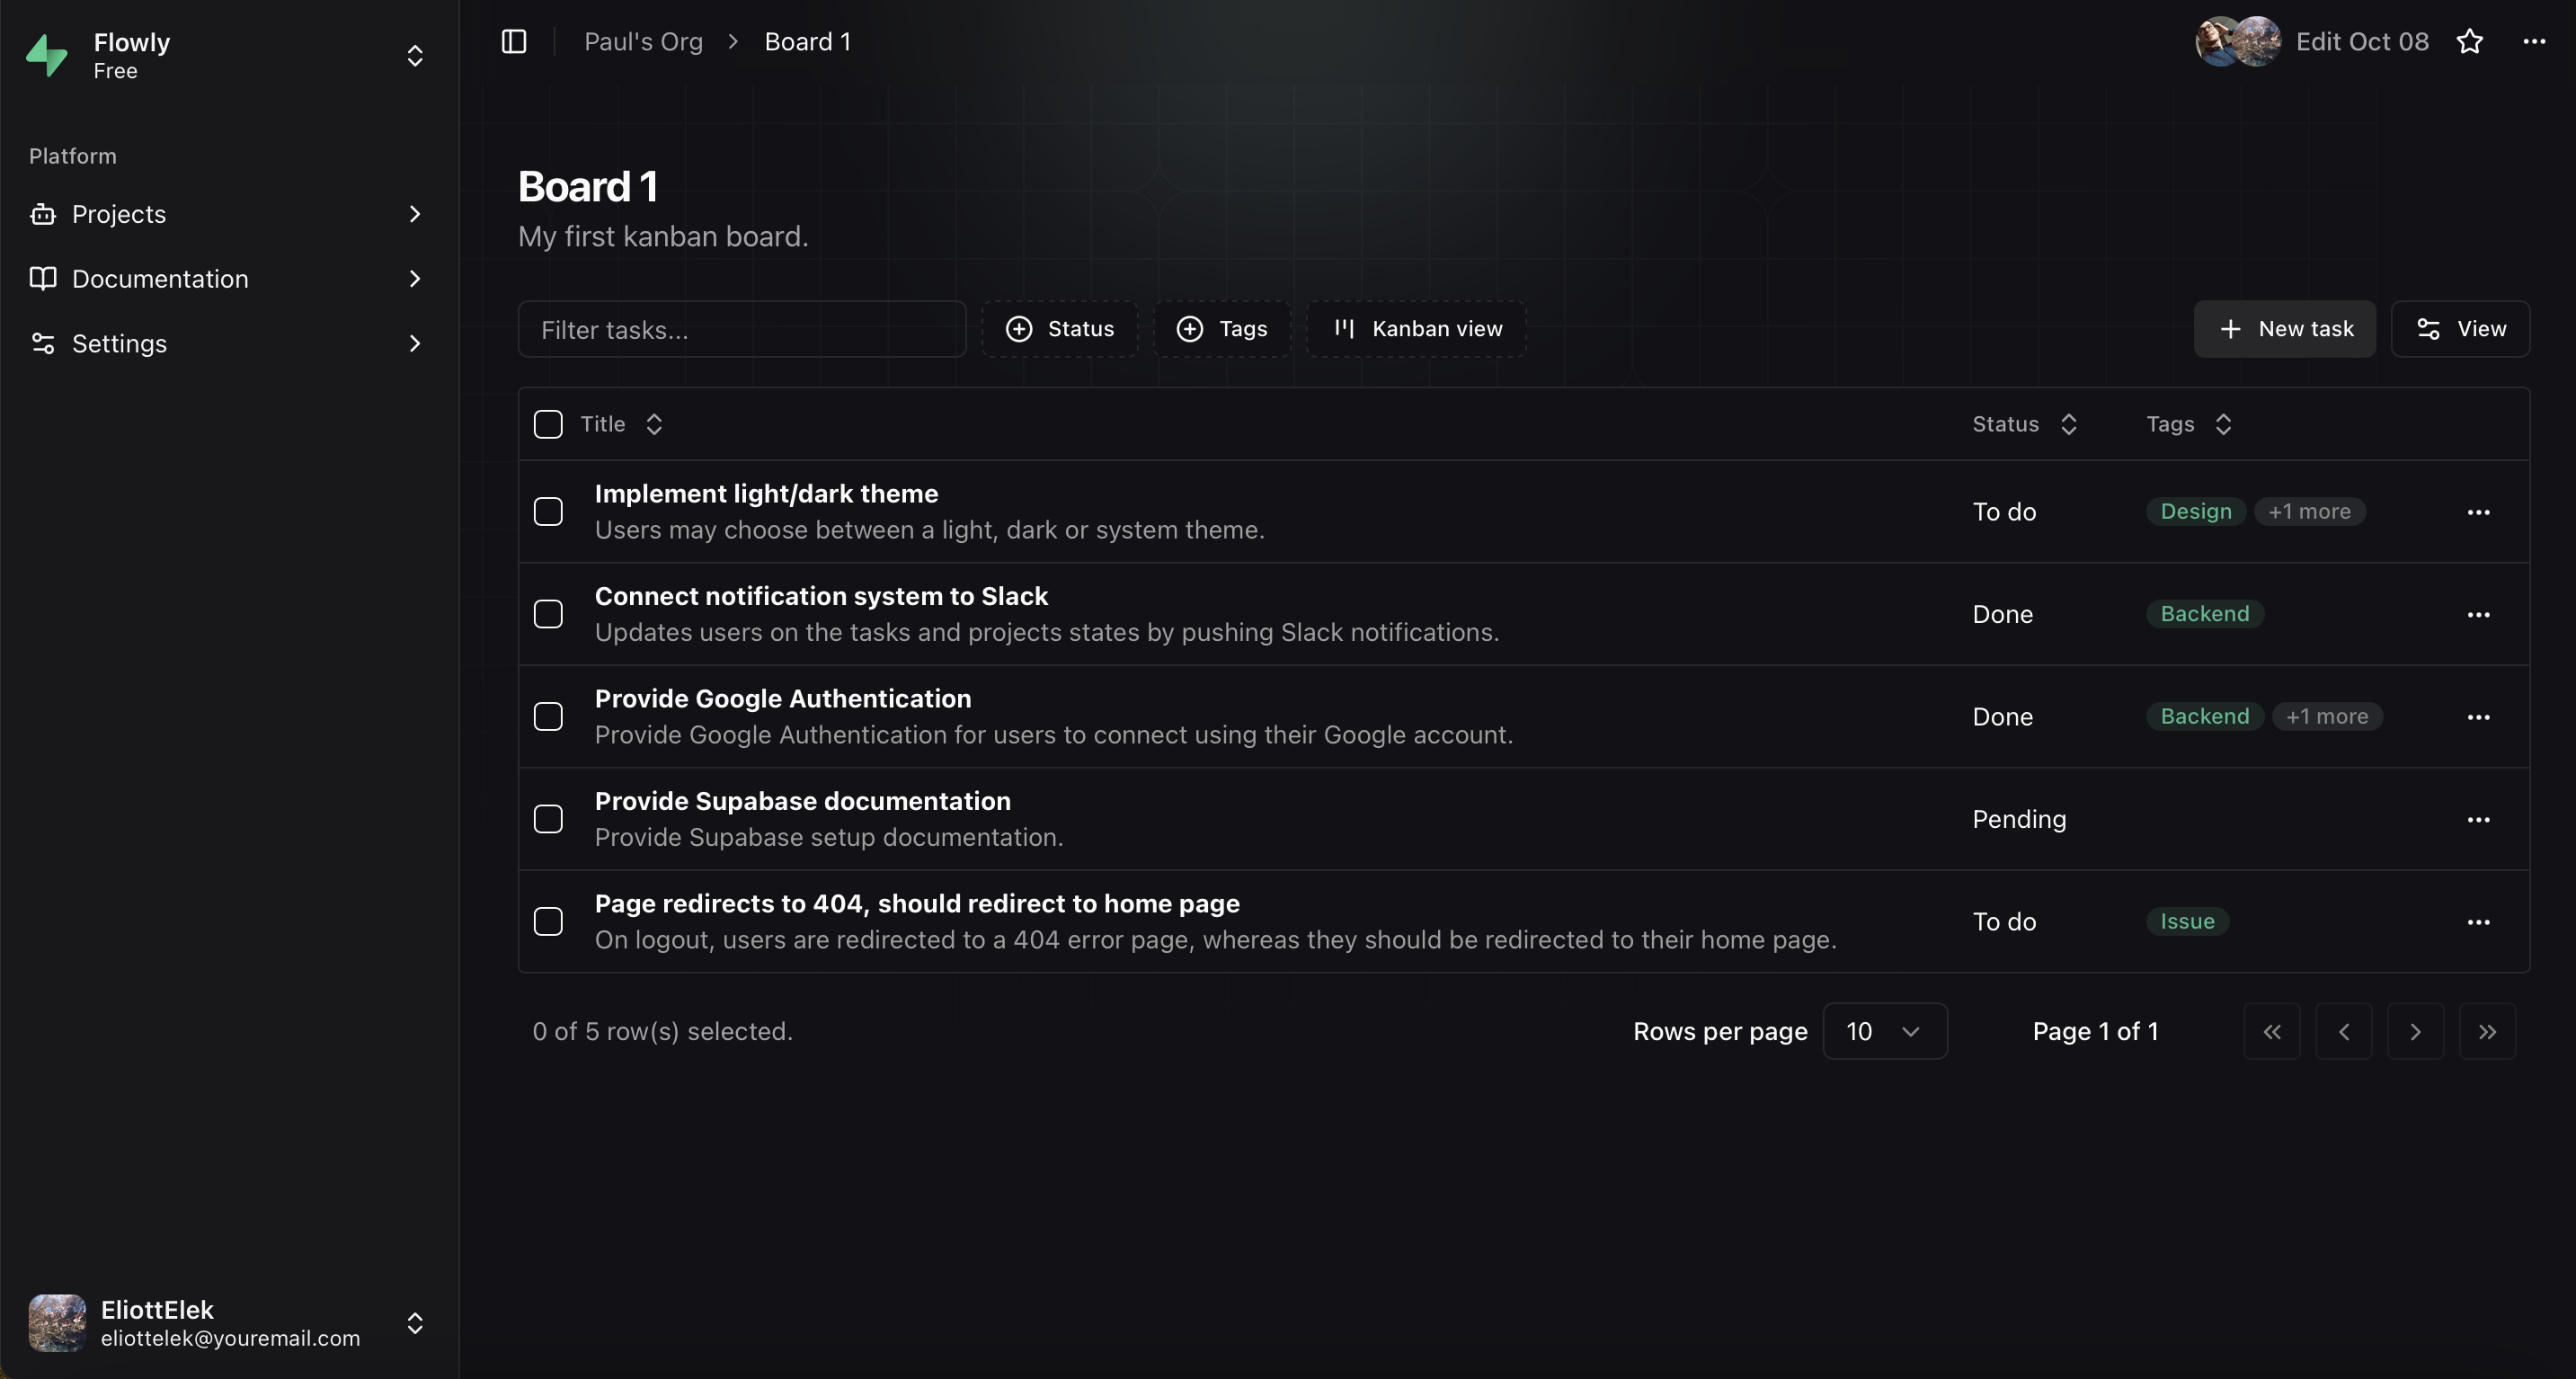 Flowly
Free
Platform
Projects
Documentation
Settings
EliottElek
eliottelek@youremail.com
Paul's Org > Board 1
Edit Oct 08
Board 1
My first kanban board.
Filter tasks...
Status
Tags
Kanban view
New task
View
Title
Status
Tags
Implement light/dark theme
Users may choose between a light, dark or system theme.
To do
Design
+1 more
Connect notification system to Slack
Updates users on the tasks and projects states by pushing Slack notifications.
Done
Backend
Provide Google Authentication
Provide Google Authentication for users to connect using their Google account.
Done
Backend
+1 more
Provide Supabase documentation
Provide Supabase setup documentation.
Pending
Page redirects to 404, should redirect to home page
On logout, users are redirected to a 404 error page, whereas they should be redirected to their home page.
To do
Issue
0 of 5 row(s) selected.
Rows per page
10
Page 1 of 1